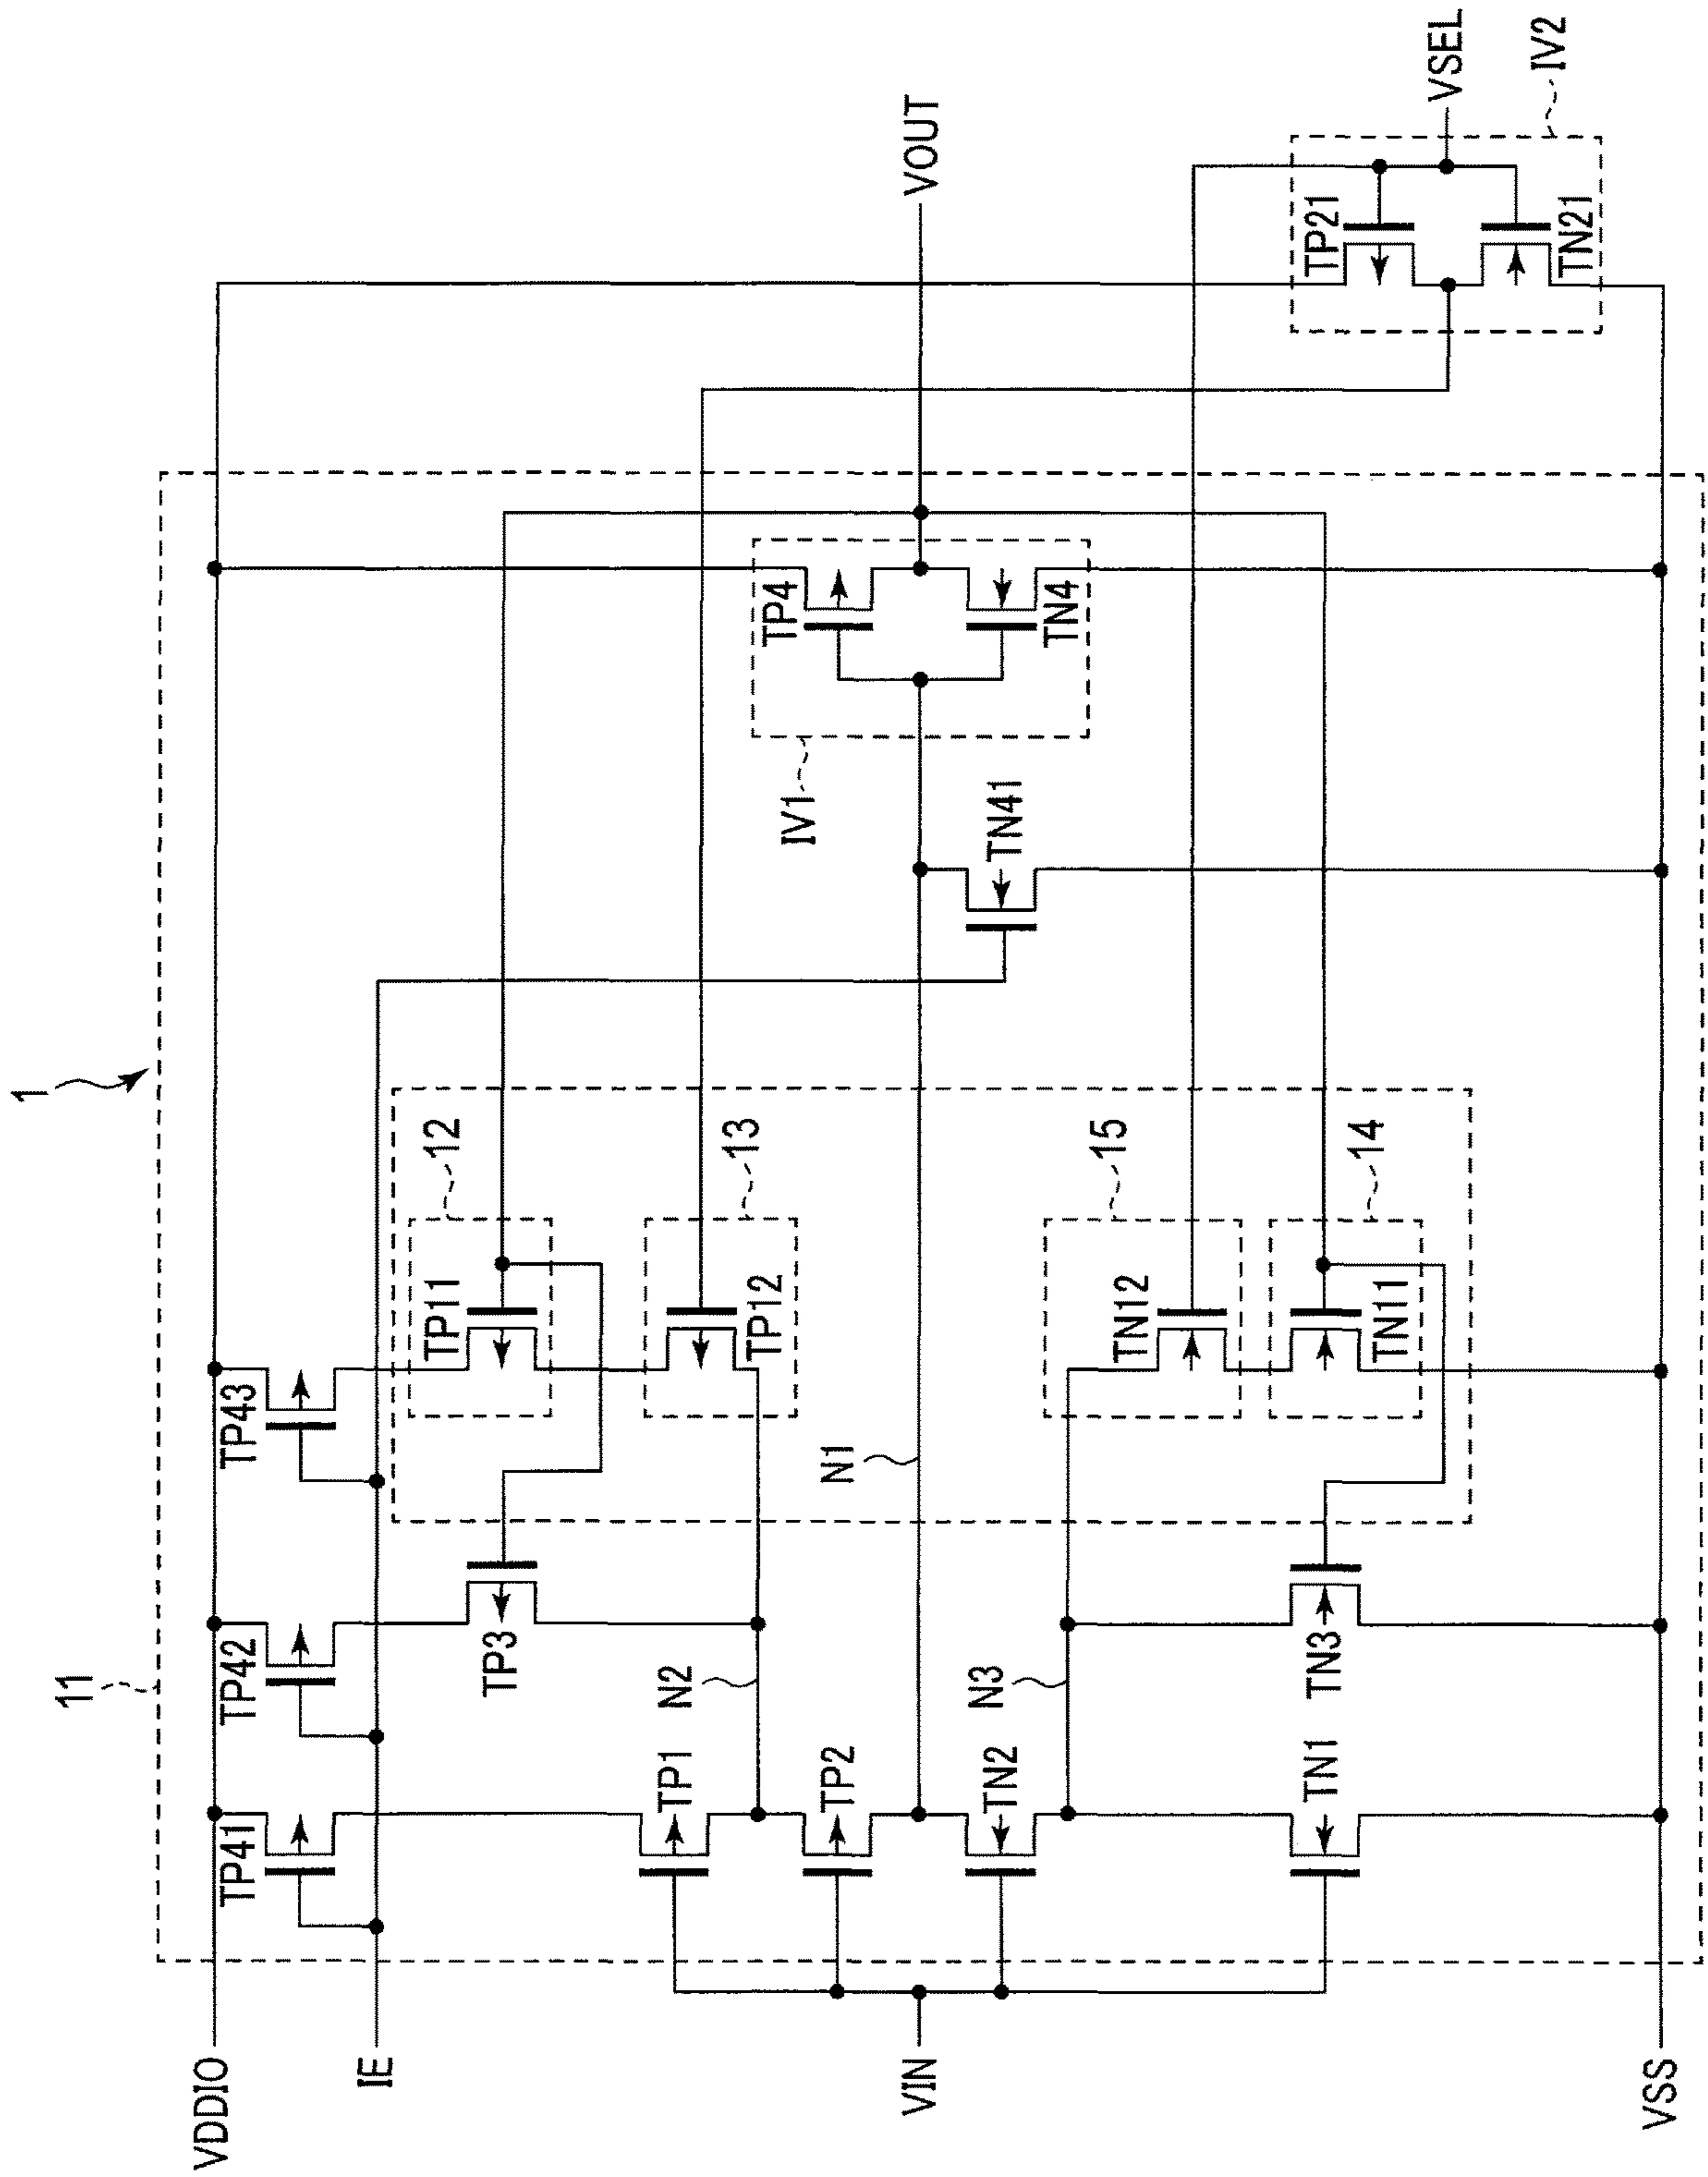 1
11
VDDIO
IE
VIN
VSS
TP41
TP42
TP43
TP1
TP2
TN2
TN1
N2
N3
N1
TP3
TN3
TP11
12
TP12
13
TN12
15
TN11
14
TN41
IV1
TP4
TN4
VOUT
TP21
TN21
VSEL
IV2